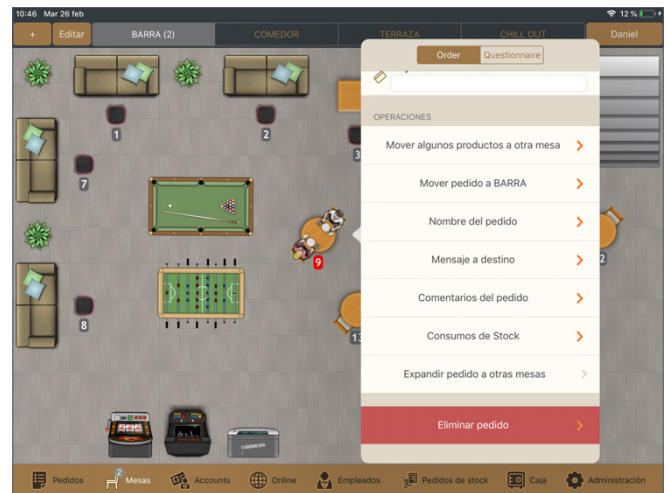 10:46 Mar 26 feb
12 %
+
Editar
BARRA (2)
COMEDOR
TERRAZA
CHILL OUT
Daniel
Order
Questionnaire
OPERACIONES
Mover algunos productos a otra mesa
Mover pedido a BARRA
Nombre del pedido
Mensaje a destino
Comentarios del pedido
Consumos de Stock
Expandir pedido a otras mesas
Eliminar pedido
1
2
3
7
9
8
2
Pedidos
Mesas
Accounts
Online
Empleados
Pedidos de stock
Caja
Administración